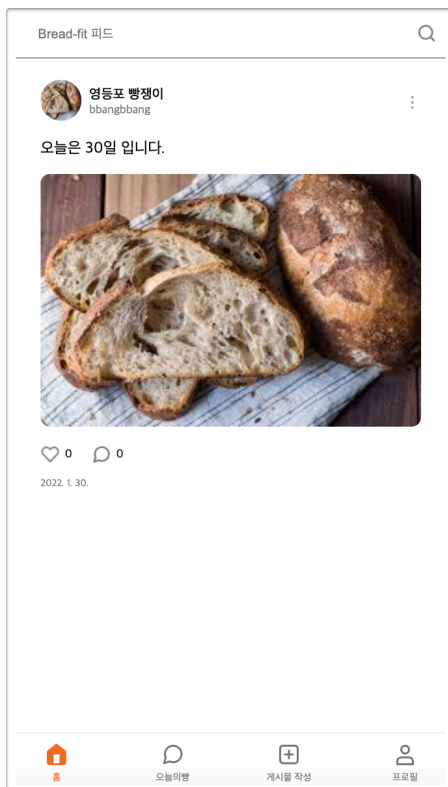 Bread-fit 피드
영등포 빵쟁이
bbangbbang
오늘은 30일 입니다.
0 0
2022. 1. 30.
홈 오늘의빵 게시물 작성 프로필